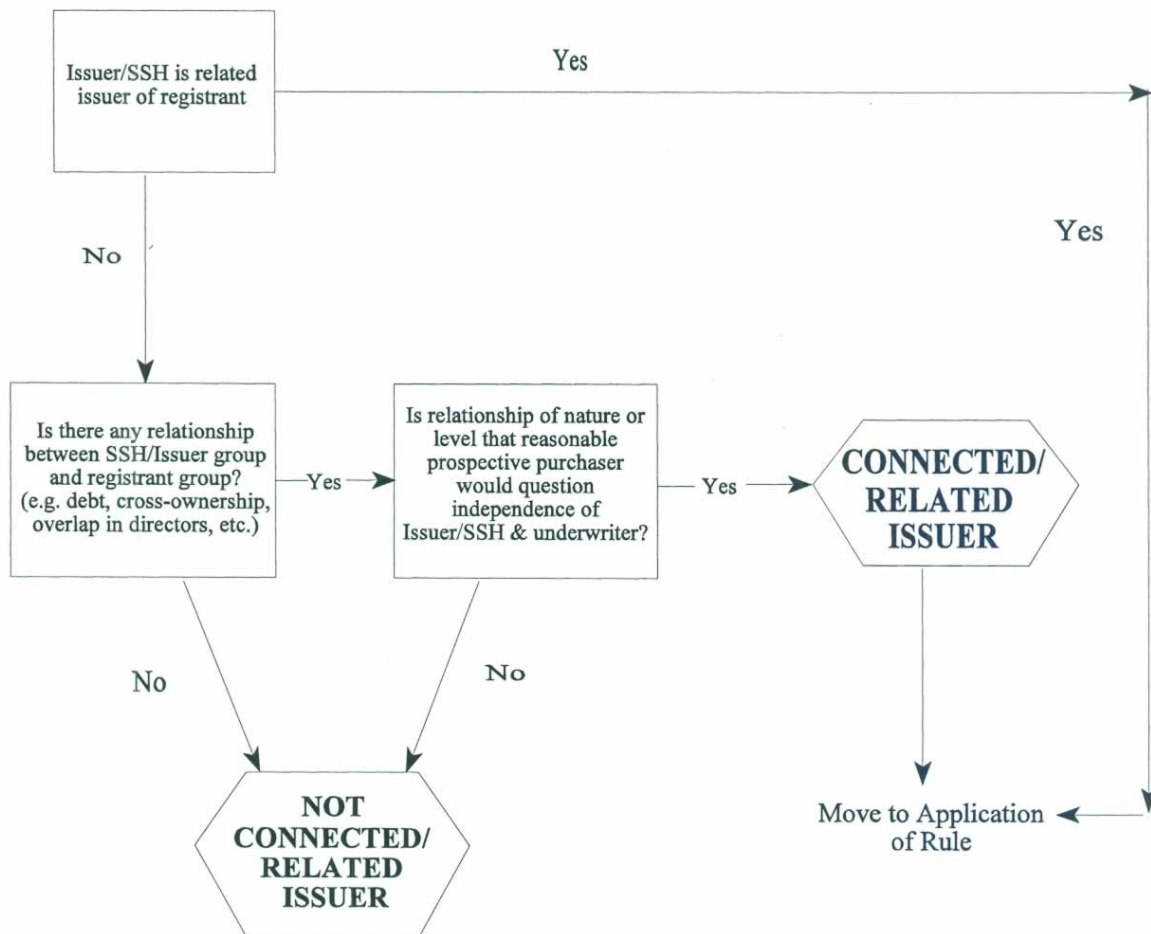 Issuer/SSH is related
issuer of registrant
Yes
Yes
No
Is there any relationship
between SSH/Issuer group
and registrant group?
(e.g. debt, cross-ownership,
overlap in directors, etc.)
Yes
Is relationship of nature or
level that reasonable
prospective purchaser
would question
independence of
Issuer/SSH & underwriter?
Yes
CONNECTED/
RELATED
ISSUER
No
No
NOT
CONNECTED/
RELATED
ISSUER
Move to Application
of Rule